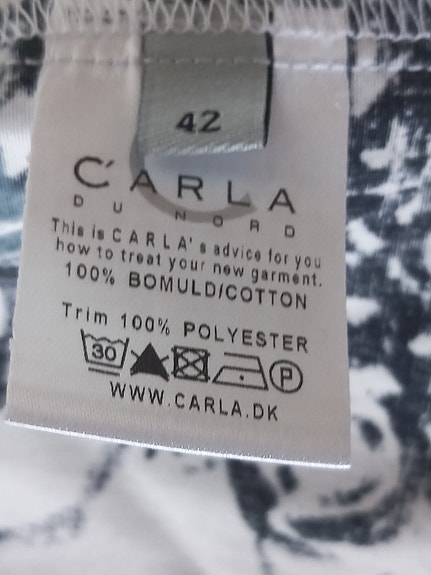 42
C'ARLA
DU NORD
This is CARLA's advice for you
how to treat your new garment.
100% BOMULD/COTTON
Trim 100% POLYESTER
30 P
WWW.CARLA.DK